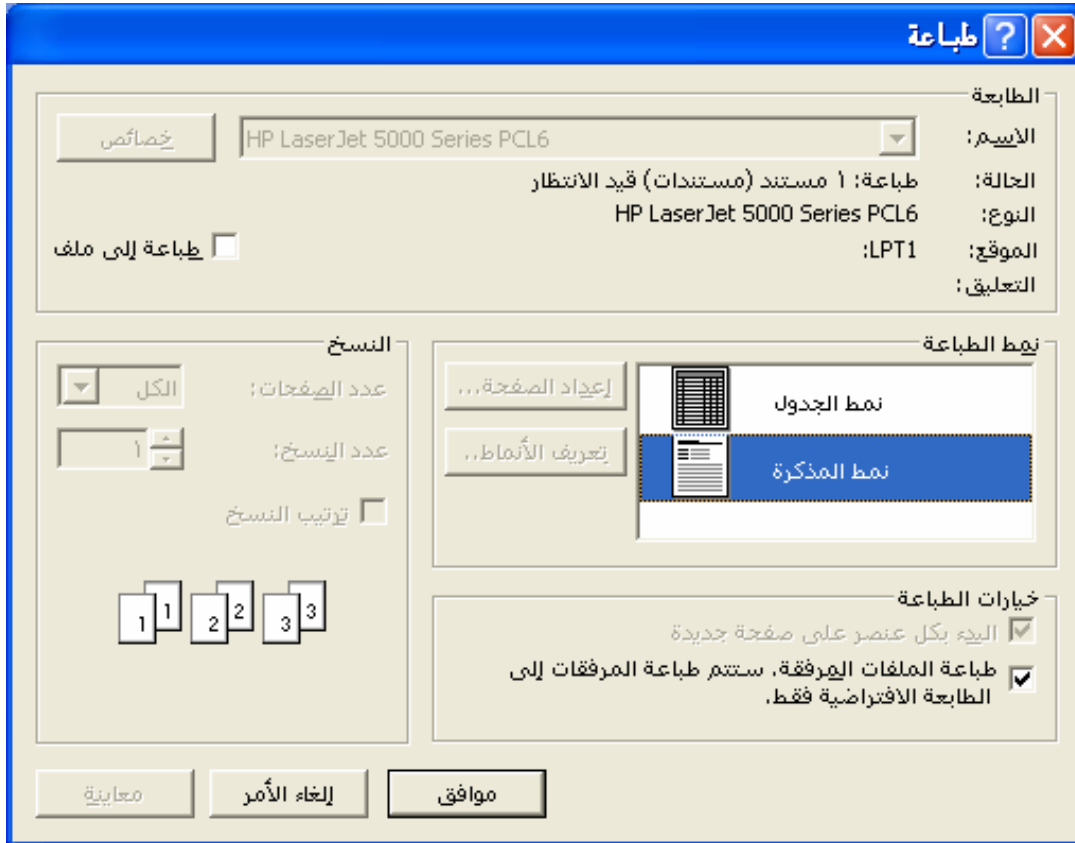 طباعة
الطابعة
الاسم: HP LaserJet 5000 Series PCL6 خصائص
الحالة: طباعة: ١ مستند (مستندات) قيد الانتظار
النوع: HP LaserJet 5000 Series PCL6
الموقع: LPT1: طباعة إلى ملف
التعليق:
نمط الطباعة
نمط الجدول
نمط المذكرة
إعداد الصفحة...
تعريف الأنماط..
النسخ
عدد الصفحات: الكل
عدد النسخ: ١
ترتيب النسخ
1 1 2 2 3 3
خيارات الطباعة
البدء بكل عنصر على صفحة جديدة
طباعة الملفات المرفقة. ستتم طباعة المرفقات إلى
الطابعة الافتراضية فقط.
موافق إلغاء الأمر معاينة